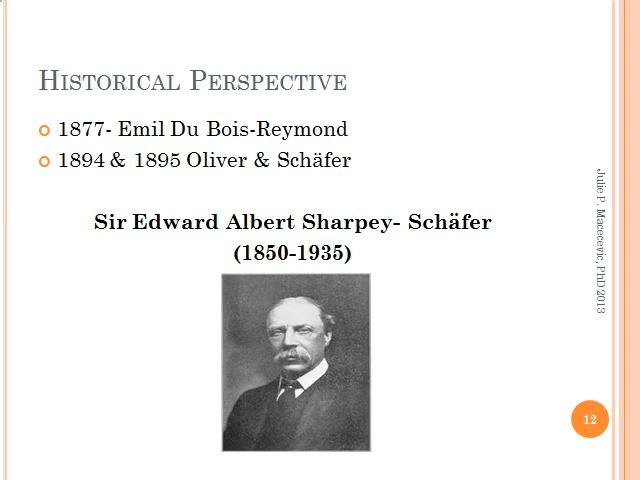 Historical Perspective
1877- Emil Du Bois-Reymond
1894 & 1895 Oliver & Schäfer
Sir Edward Albert Sharpey- Schäfer
(1850-1935)
Julie P. Macecevic, PhD 2013
12